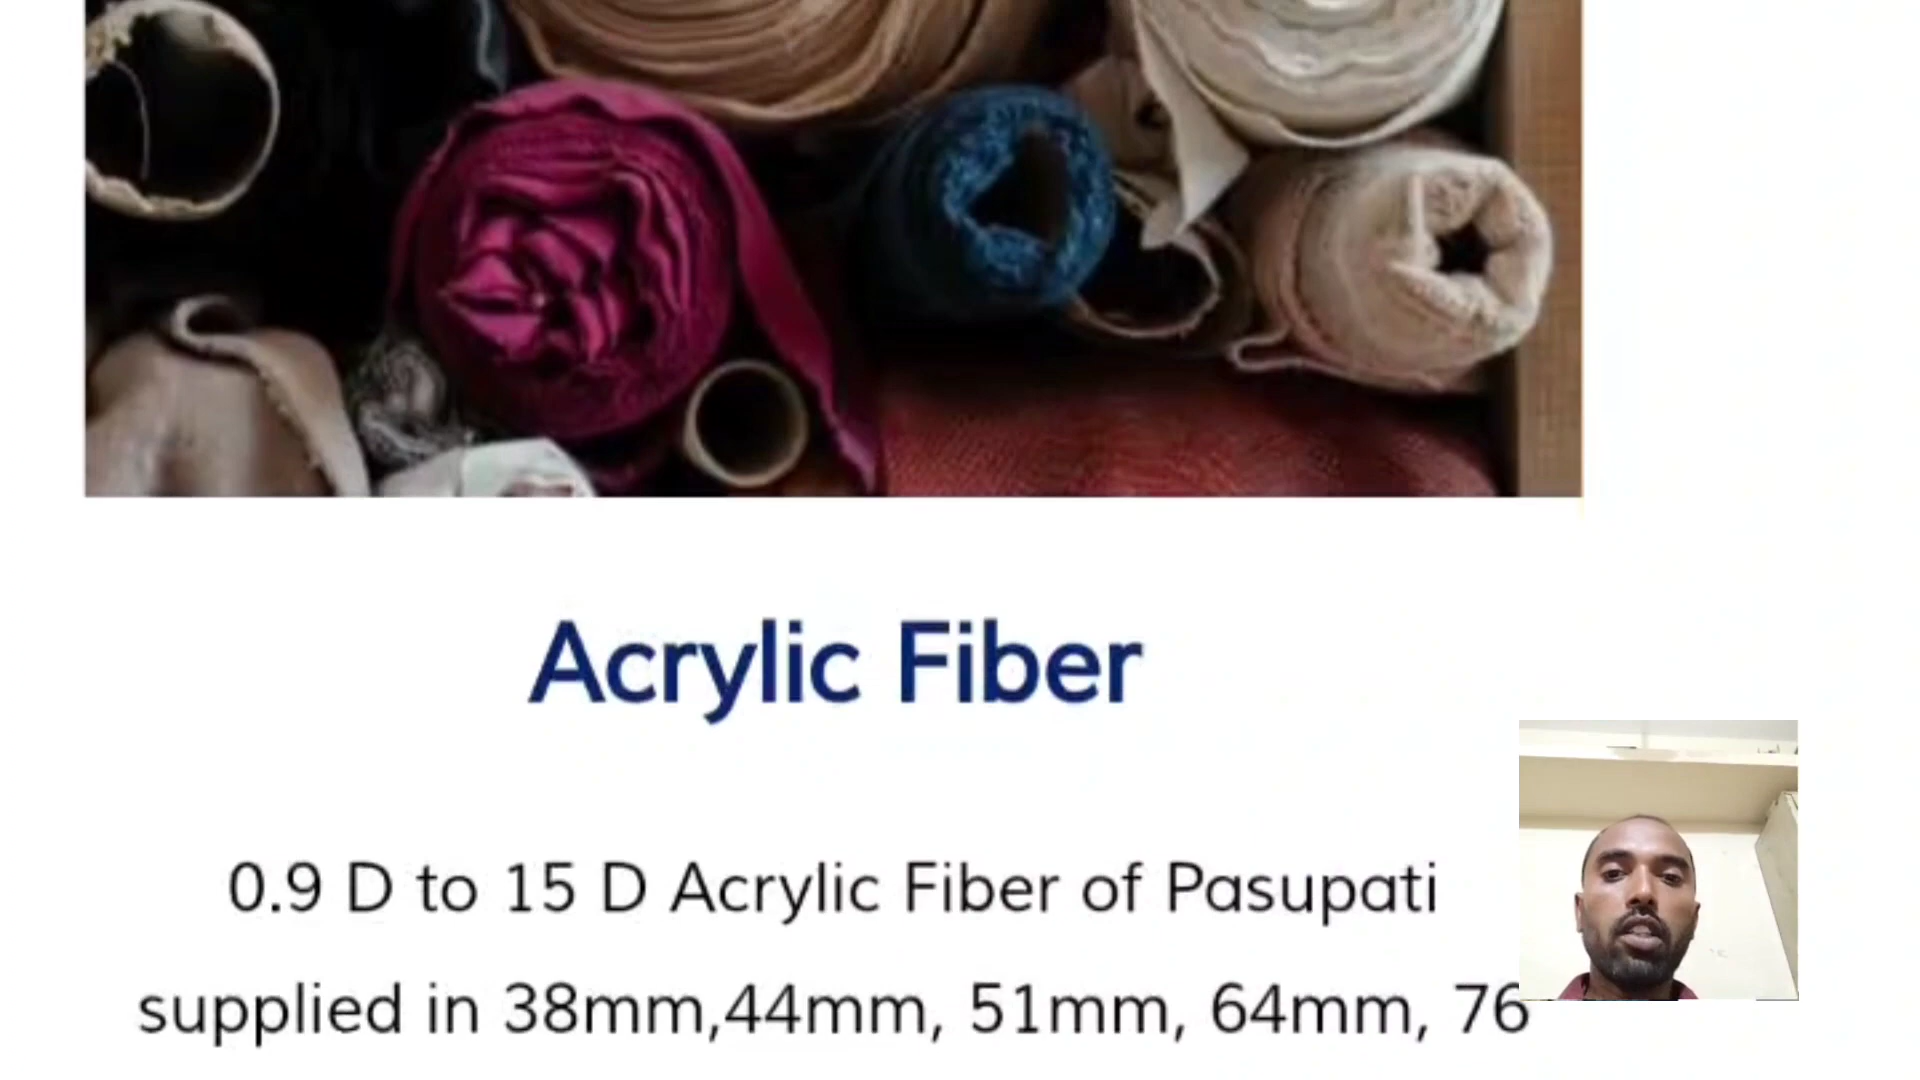 Acrylic Fiber
0.9 D to 15 D Acrylic Fiber of Pasupati
supplied in 38mm,44mm, 51mm, 64mm, 76